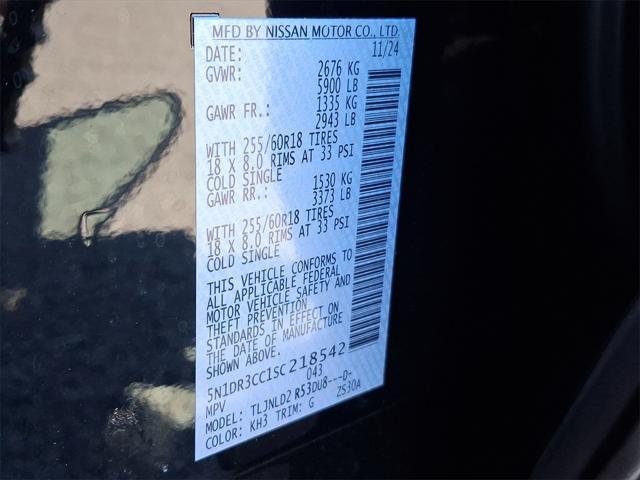 MFD BY NISSAN MOTOR CO., LTD.
DATE: 11/24
GVWR: 2676 KG
5900 LB
GAWR FR.: 1335 KG
2943 LB
WITH 255/60R18 TIRES
18 X 8.0 RIMS AT 33 PSI
COLD SINGLE
GAWR RR.: 1530 KG
3373 LB
WITH 255/60R18 TIRES
18 X 8.0 RIMS AT 33 PSI
COLD SINGLE
THIS VEHICLE CONFORMS TO
ALL APPLICABLE FEDERAL
MOTOR VEHICLE SAFETY AND
THEFT PREVENTION
STANDARDS IN EFFECT ON
THE DATE OF MANUFACTURE
SHOWN ABOVE.
5N1DR3CC1SC218542
MPV 043
MODEL: TLJNLD2 R53DU8---D-
COLOR: KH3 TRIM: G ZS30A